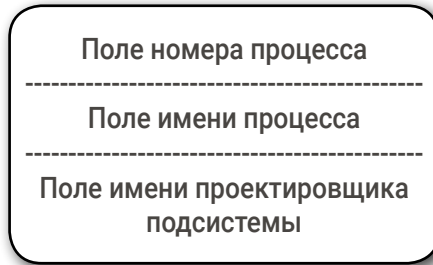 Поле номера процесса
Поле имени процесса
Поле имени проектировщика
подсистемы